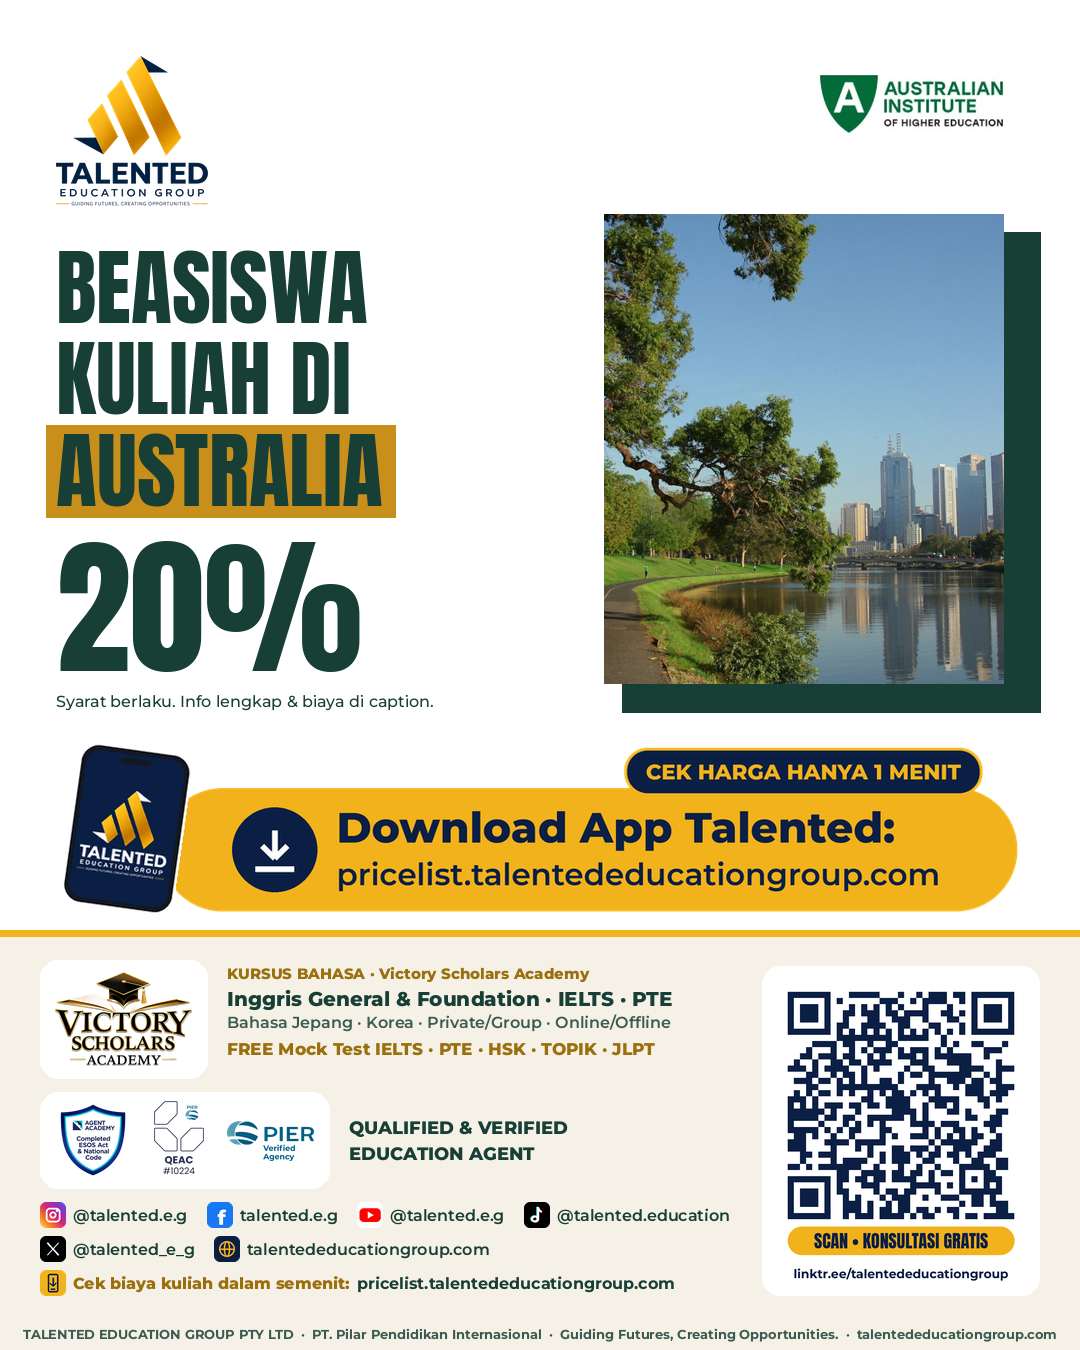 TALENTED
EDUCATION GROUP
GUIDING FUTURES, CREATING OPPORTUNITIES
A AUSTRALIAN
INSTITUTE
OF HIGHER EDUCATION
BEASISWA
KULIAH DI
AUSTRALIA
20%
Syarat berlaku. Info lengkap & biaya di caption.
CEK HARGA HANYA 1 MENIT
TALENTED
EDUCATION GROUP
GUIDING FUTURES, CREATING OPPORTUNITIES
Download App Talented:
pricelist.talentededucationgroup.com
VICTORY
SCHOLARS
ACADEMY
KURSUS BAHASA · Victory Scholars Academy
Inggris General & Foundation · IELTS · PTE
Bahasa Jepang · Korea · Private/Group · Online/Offline
FREE Mock Test IELTS · PTE · HSK · TOPIK · JLPT
AGENT
ACADEMY
Completed
ESOS Act
& National
Code
PIER
QEAC
#10224
PIER
Verified
Agency
QUALIFIED & VERIFIED
EDUCATION AGENT
@talented.e.g talented.e.g @talented.e.g @talented.education
@talented_e_g talentededucationgroup.com
Cek biaya kuliah dalam semenit: pricelist.talentededucationgroup.com
SCAN • KONSULTASI GRATIS
linktr.ee/talentededucationgroup
TALENTED EDUCATION GROUP PTY LTD · PT. Pilar Pendidikan Internasional · Guiding Futures, Creating Opportunities. · talentededucationgroup.com